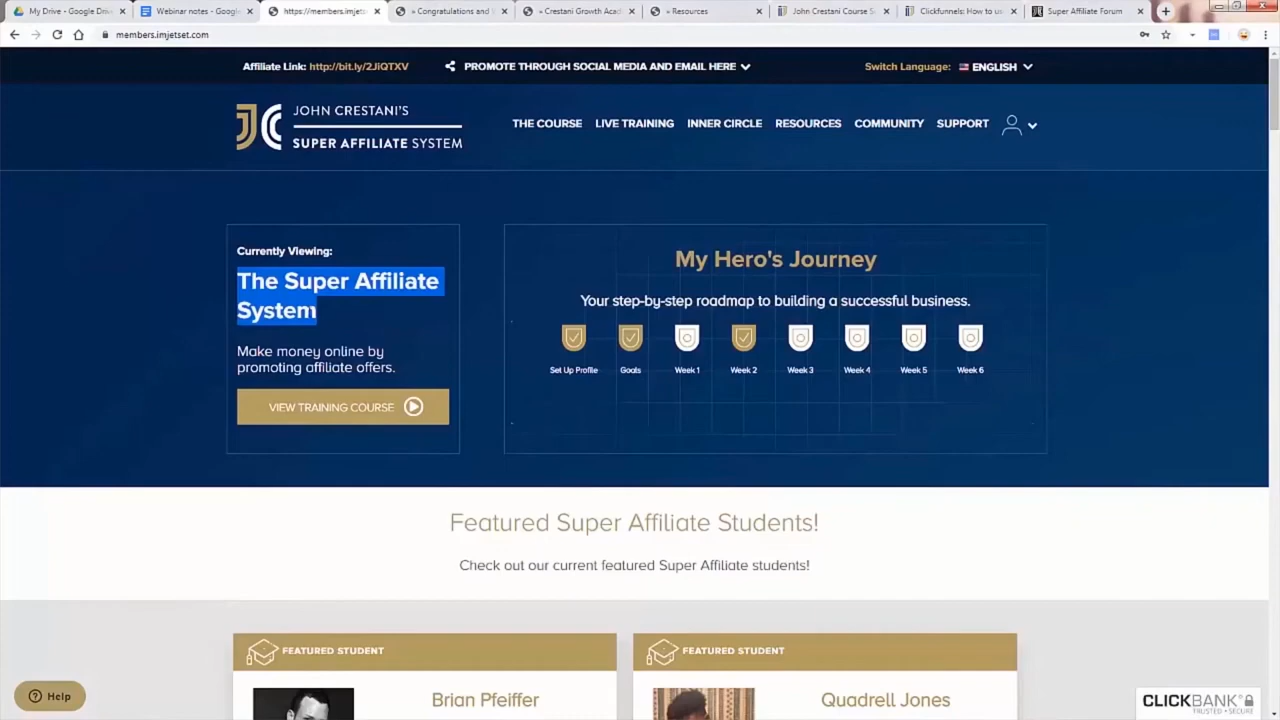 My Drive - Google Driv
Webinar notes - Google
https://members.imjetset
» Congratulations and
» Crestani Growth Aca
» Resources
John Crestani Course S
Clickfunnels: How to u
Super Affiliate Forum
members.imjetset.com
Affiliate Link: http://bit.ly/2JiQTXV
PROMOTE THROUGH SOCIAL MEDIA AND EMAIL HERE
Switch Language: ENGLISH
JC JOHN CRESTANI'S
SUPER AFFILIATE SYSTEM
THE COURSE LIVE TRAINING INNER CIRCLE RESOURCES COMMUNITY SUPPORT
Currently Viewing:
The Super Affiliate
System
Make money online by
promoting affiliate offers.
VIEW TRAINING COURSE
My Hero's Journey
Your step-by-step roadmap to building a successful business.
Set Up Profile Goals Week 1 Week 2 Week 3 Week 4 Week 5 Week 6
Featured Super Affiliate Students!
Check out our current featured Super Affiliate students!
FEATURED STUDENT
Brian Pfeiffer
FEATURED STUDENT
Quadrell Jones
Help
CLICKBANK
TRUSTED • SECURE